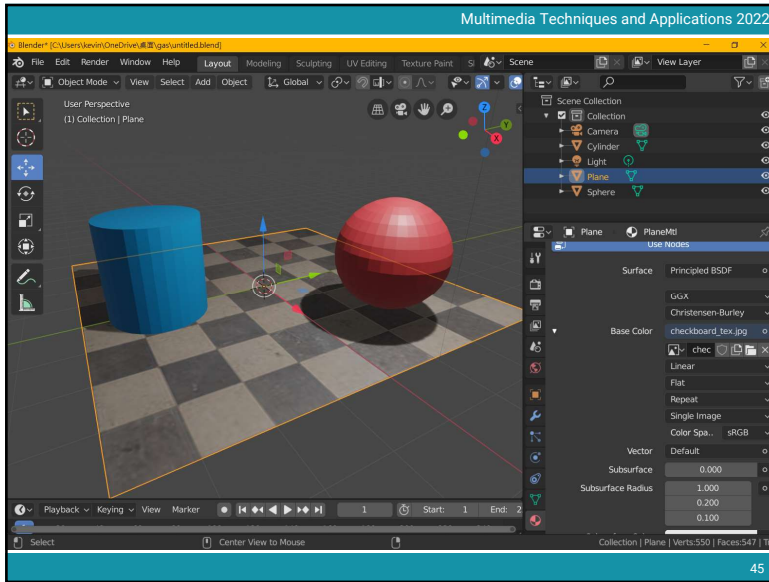 Multimedia Techniques and Applications 2022
Blender* [C:\Users\kevin\OneDrive\桌面\gas\untitled.blend]
File Edit Render Window Help Layout Modeling Sculpting UV Editing Texture Paint Scene View Layer
Object Mode View Select Add Object Global
User Perspective
(1) Collection | Plane
Z
Y
X
Scene Collection
Collection
Camera
Cylinder
Light
Plane
Sphere
Plane PlaneMtl
Use Nodes
Surface Principled BSDF
GGX
Christensen-Burley
Base Color checkboard_tex.jpg
chec
Linear
Flat
Repeat
Single Image
Color Spa.. sRGB
Vector Default
Subsurface 0.000
Subsurface Radius 1.000
0.200
0.100
Playback Keying View Marker 1 Start: 1 End: 2
Select Center View to Mouse Collection | Plane | Verts:550 | Faces:547 |
45